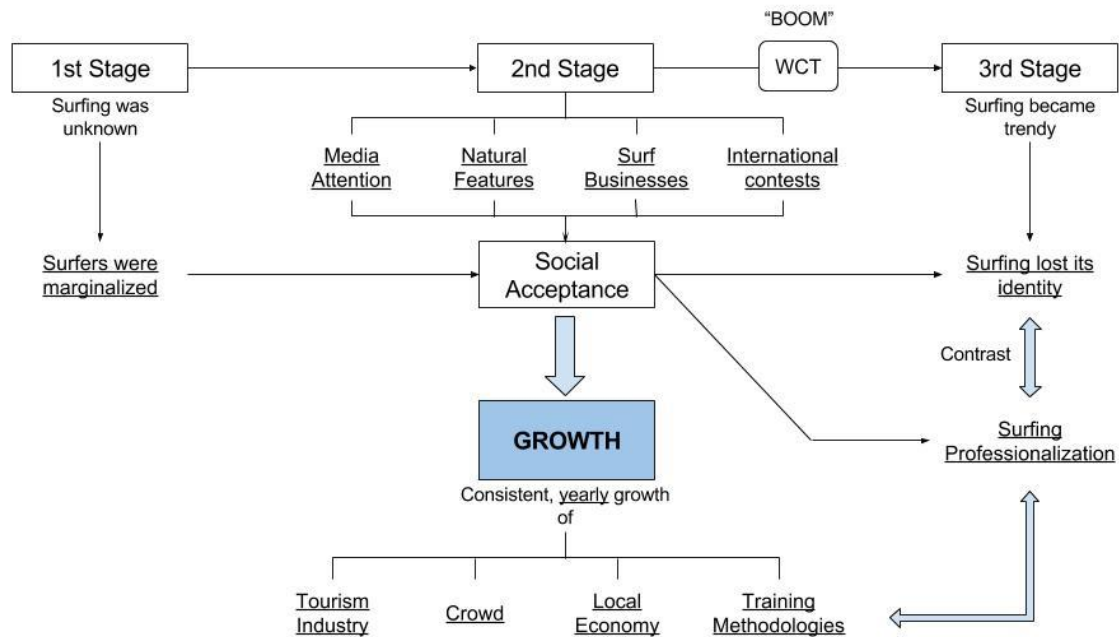 “BOOM”
1st Stage
2nd Stage
WCT
3rd Stage
Surfing was
unknown
Surfing became
trendy
Media
Attention
Natural
Features
Surf
Businesses
International
contests
Surfers were
marginalized
Social
Acceptance
Surfing lost its
identity
Contrast
GROWTH
Surfing
Professionalization
Consistent, yearly growth
of
Tourism
Industry
Crowd
Local
Economy
Training
Methodologies